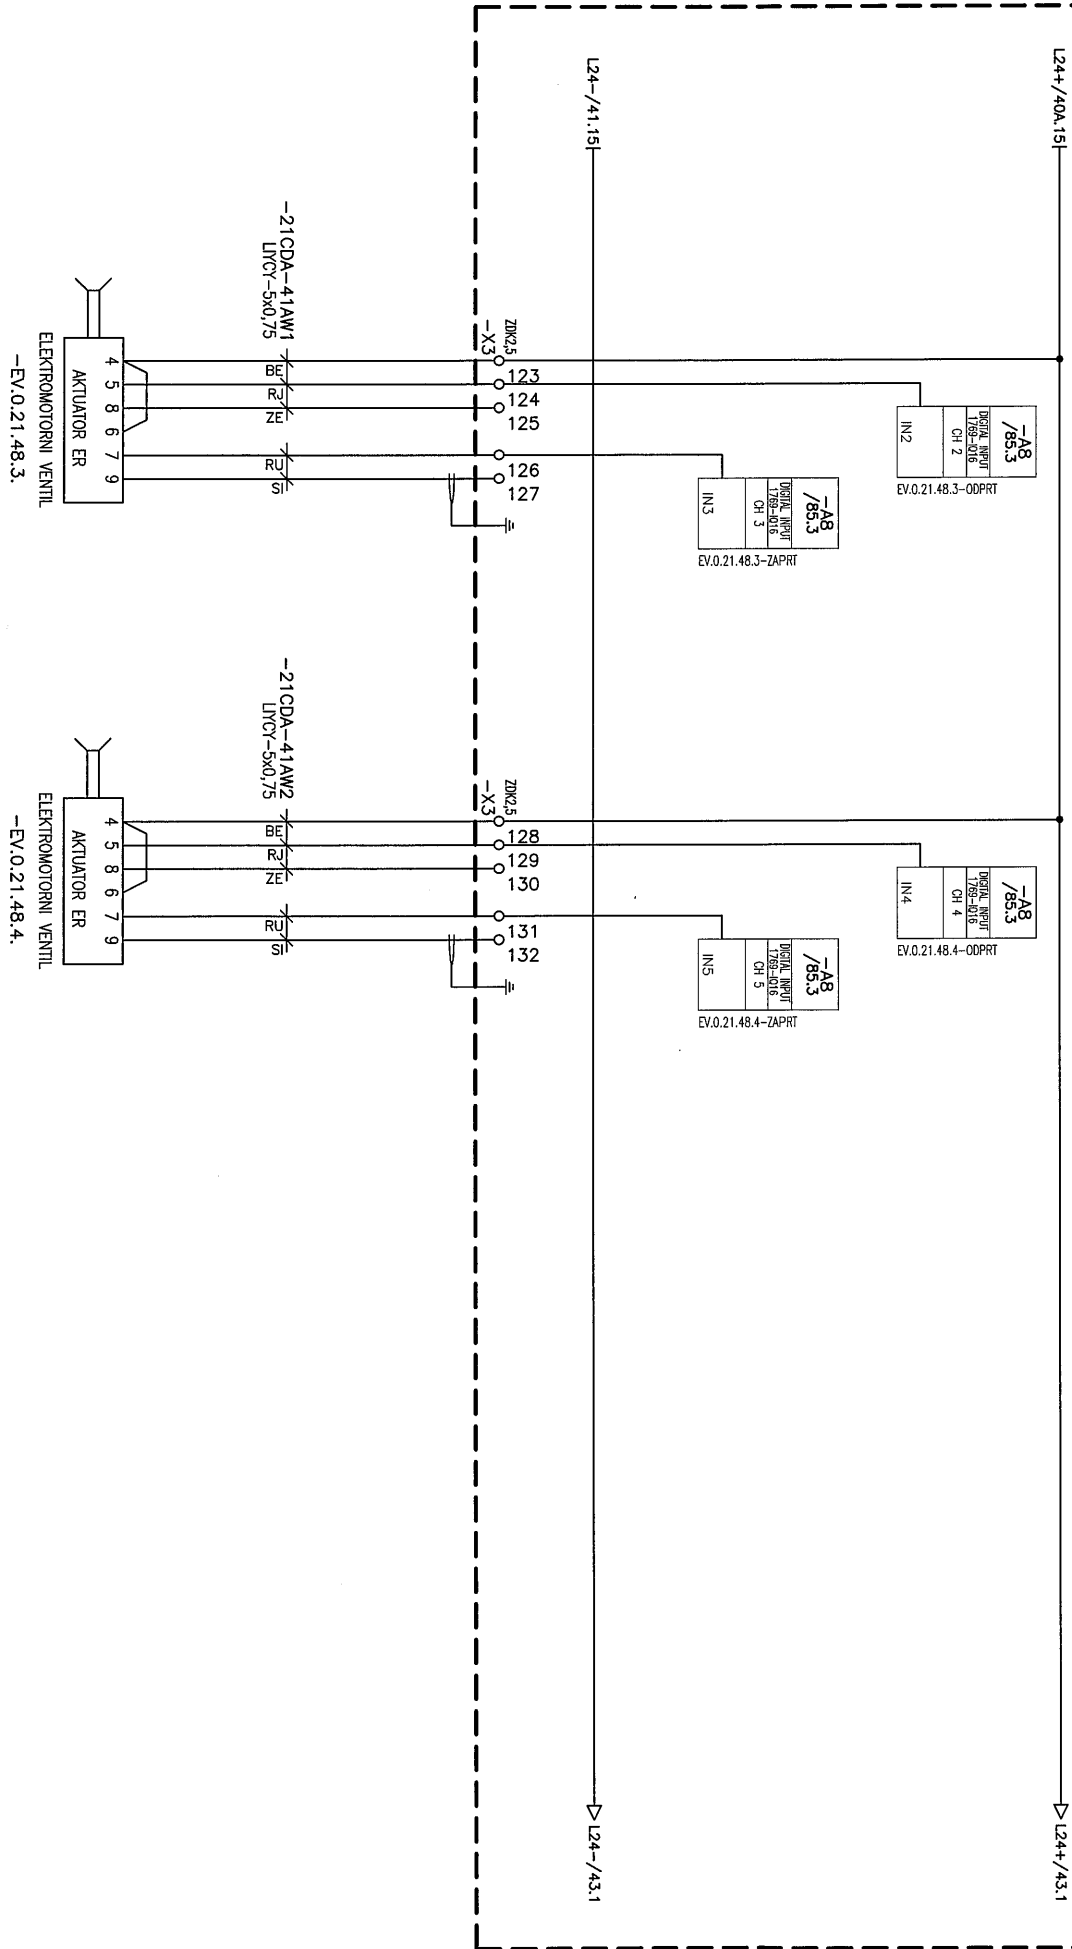 L24+/40A.15
L24-/41.15
L24+/43.1
L24-/43.1
-A8
/85.3
DIGITAL INPUT
1769-IQ16
CH 2
IN2
EV.0.21.48.3-ODPRT
-A8
/85.3
DIGITAL INPUT
1769-IQ16
CH 3
IN3
EV.0.21.48.3-ZAPRT
-A8
/85.3
DIGITAL INPUT
1769-IQ16
CH 4
IN4
EV.0.21.48.4-ODPRT
-A8
/85.3
DIGITAL INPUT
1769-IQ16
CH 5
IN5
EV.0.21.48.4-ZAPRT
ZDK2,5
-X3
123
124
125
126
127
ZDK2,5
-X3
128
129
130
131
132
-21CDA-41AW1
LIYCY-5x0,75
BE
RJ
ZE
RU
SI
-21CDA-41AW2
LIYCY-5x0,75
BE
RJ
ZE
RU
SI
4 5 8 6 7 9
AKTUATOR ER
ELEKTROMOTORNI VENTIL
-EV.0.21.48.3.
4 5 8 6 7 9
AKTUATOR ER
ELEKTROMOTORNI VENTIL
-EV.0.21.48.4.